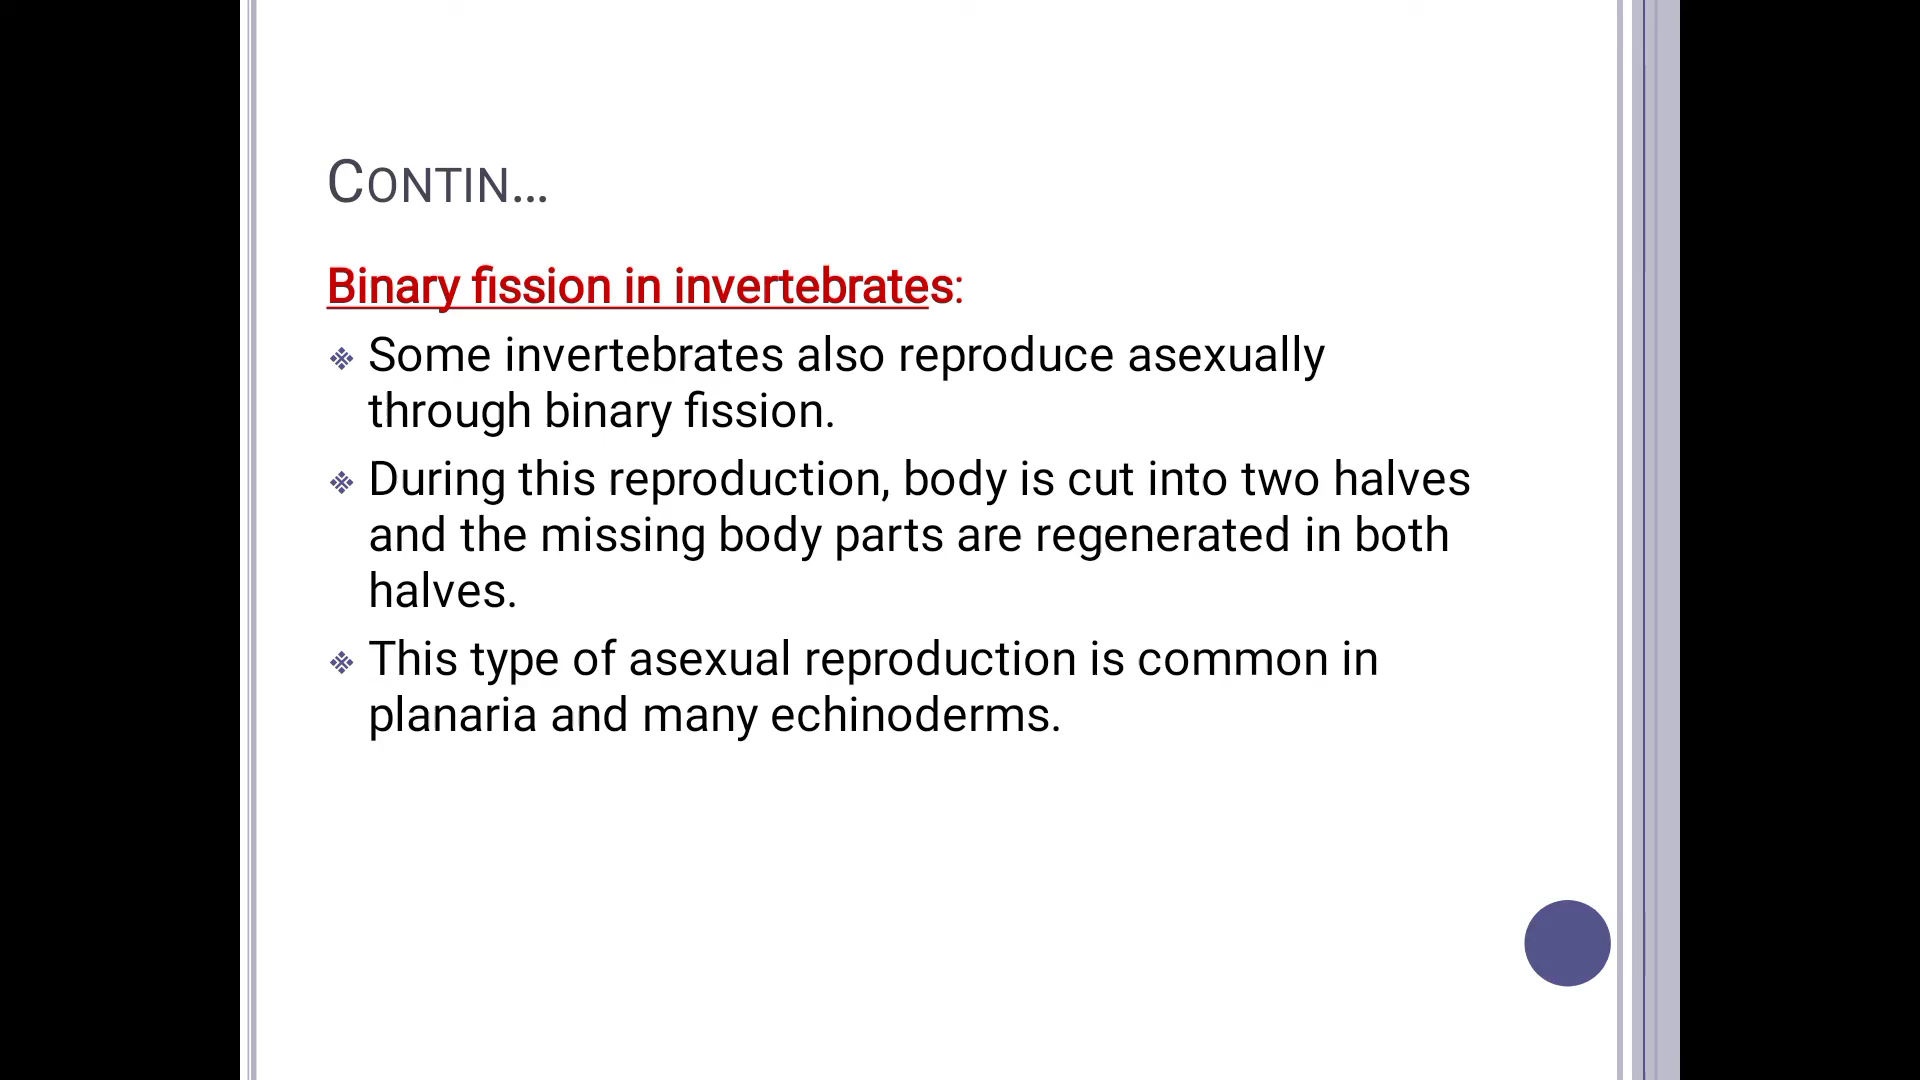 CONTIN...
Binary fission in invertebrates:
❖ Some invertebrates also reproduce asexually
through binary fission.
❖ During this reproduction, body is cut into two halves
and the missing body parts are regenerated in both
halves.
❖ This type of asexual reproduction is common in
planaria and many echinoderms.